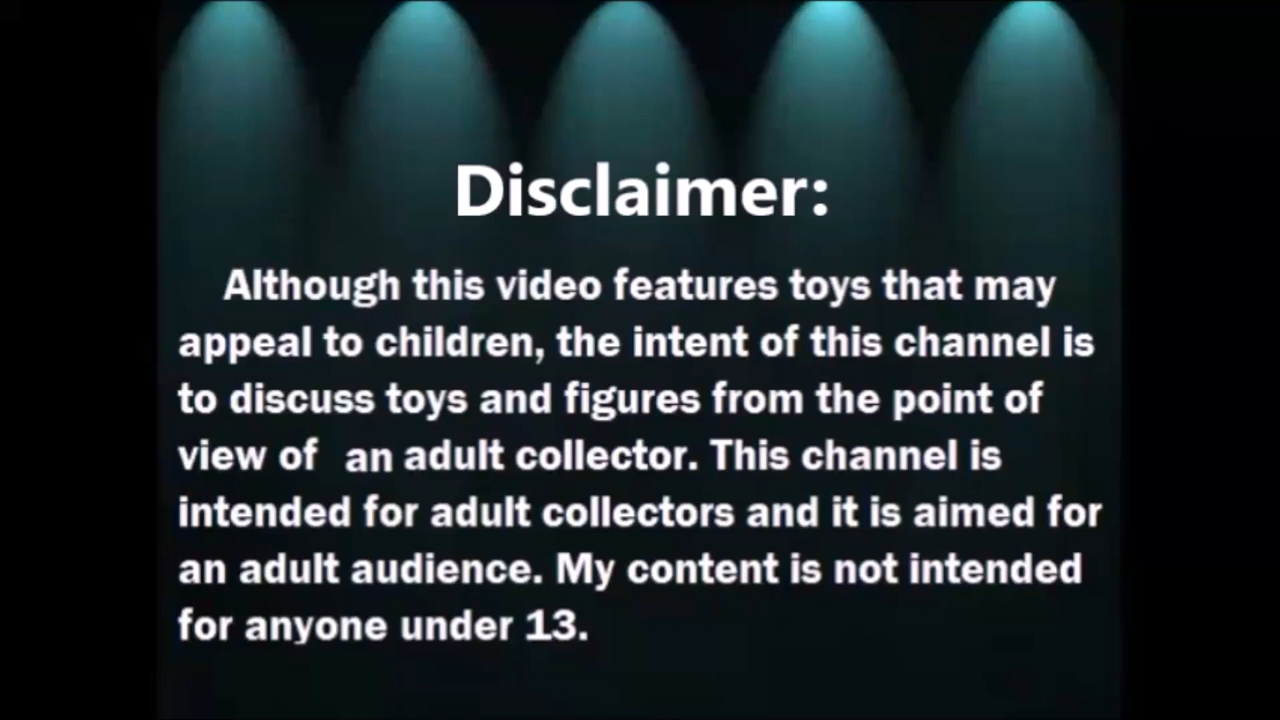 Disclaimer:
Although this video features toys that may
appeal to children, the intent of this channel is
to discuss toys and figures from the point of
view of an adult collector. This channel is
intended for adult collectors and it is aimed for
an adult audience. My content is not intended
for anyone under 13.